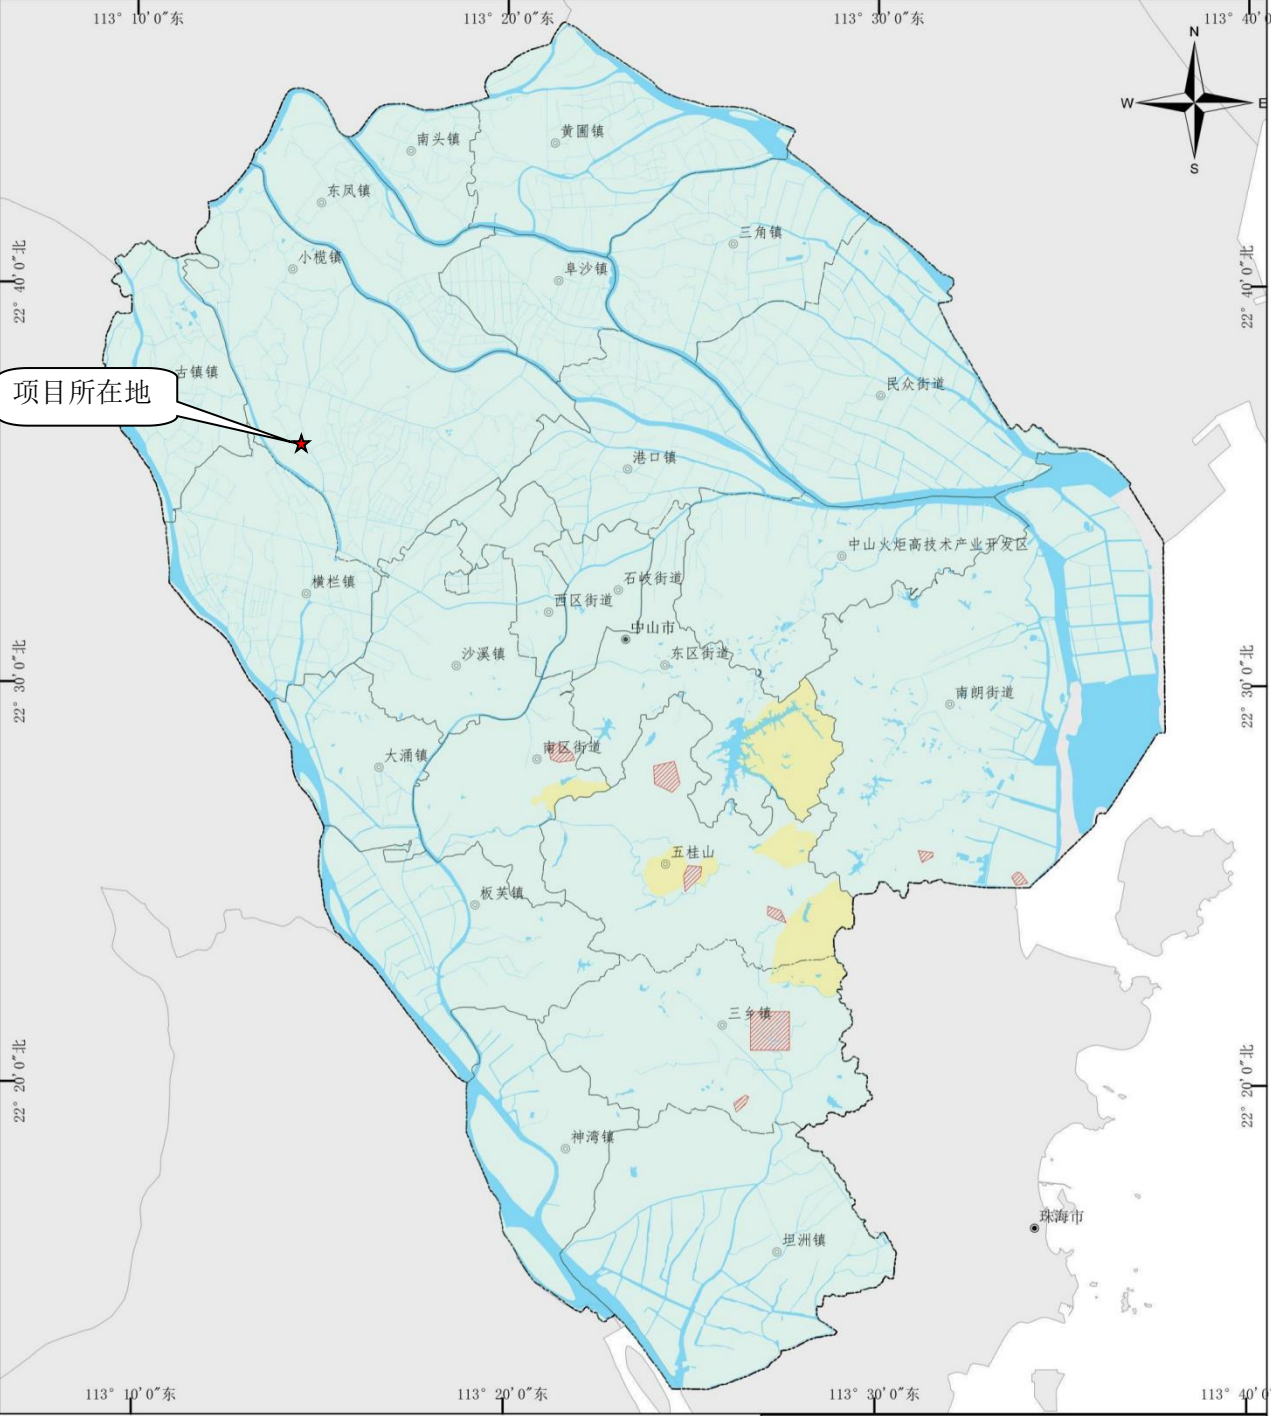 113° 10'0"东
113° 20'0"东
113° 30'0"东
113° 40'0
N
W
E
S
黄圃镇
南头镇
东凤镇
三角镇
小榄镇
阜沙镇
22° 40'0"北
22° 40'0"北
古镇镇
项目所在地
民众街道
港口镇
中山火炬高技术产业开发区
横栏镇
石岐街道
西区街道
中山市
沙溪镇
东区街道
22° 30'0"北
22° 30'0"北
南朗街道
大涌镇
南区街道
五桂山
板芙镇
三乡镇
22° 20'0"北
22° 20'0"北
神湾镇
珠海市
坦洲镇
113° 10'0"东
113° 20'0"东
113° 30'0"东
113° 40'0